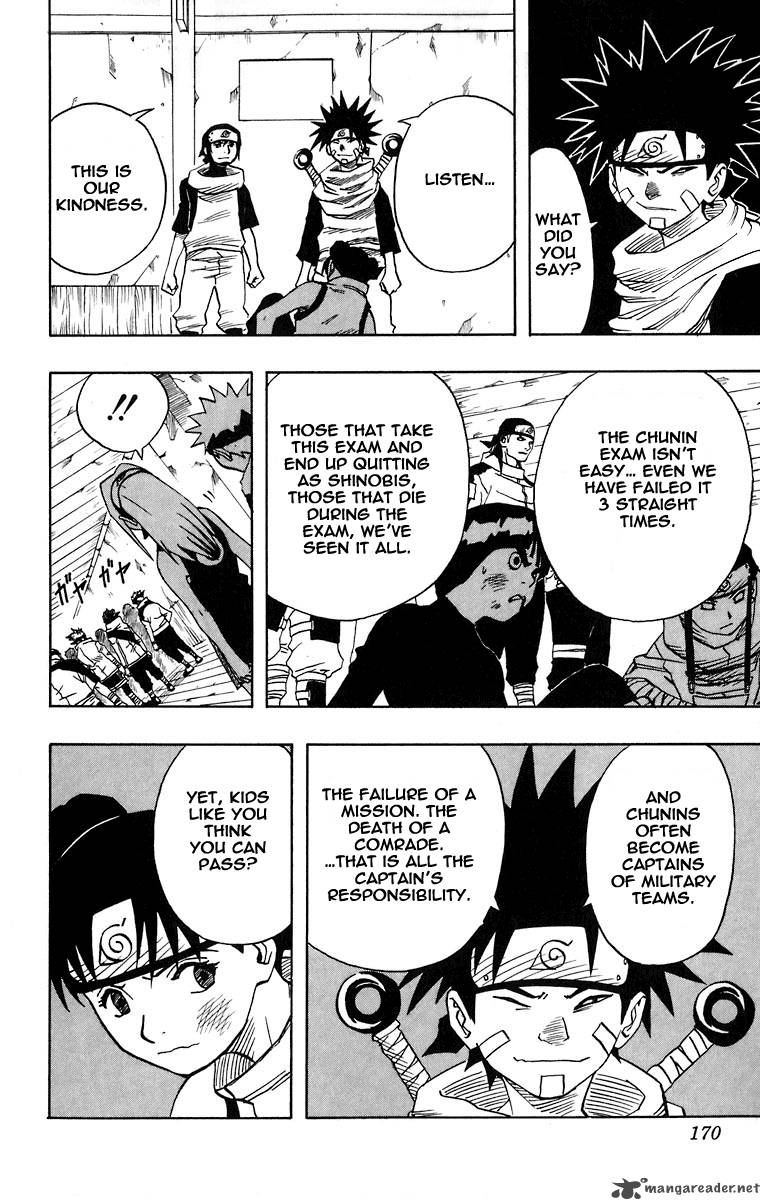 WHAT
DID
YOU
SAY?
LISTEN...
THIS IS
OUR
KINDNESS.
THE CHUNIN
EXAM ISN'T
EASY... EVEN WE
HAVE FAILED IT
3 STRAIGHT
TIMES.
THOSE THAT TAKE
THIS EXAM AND
END UP QUITTING
AS SHINOBIS,
THOSE THAT DIE
DURING THE
EXAM, WE'VE
SEEN IT ALL.
!!
ガヤ
ガヤ
AND
CHUNINS
OFTEN
BECOME
CAPTAINS
OF MILITARY
TEAMS.
THE FAILURE OF A
MISSION. THE
DEATH OF A
COMRADE.
...THAT IS ALL THE
CAPTAIN'S
RESPONSIBILITY.
YET, KIDS
LIKE YOU
THINK
YOU CAN
PASS?
170
mangareader.net